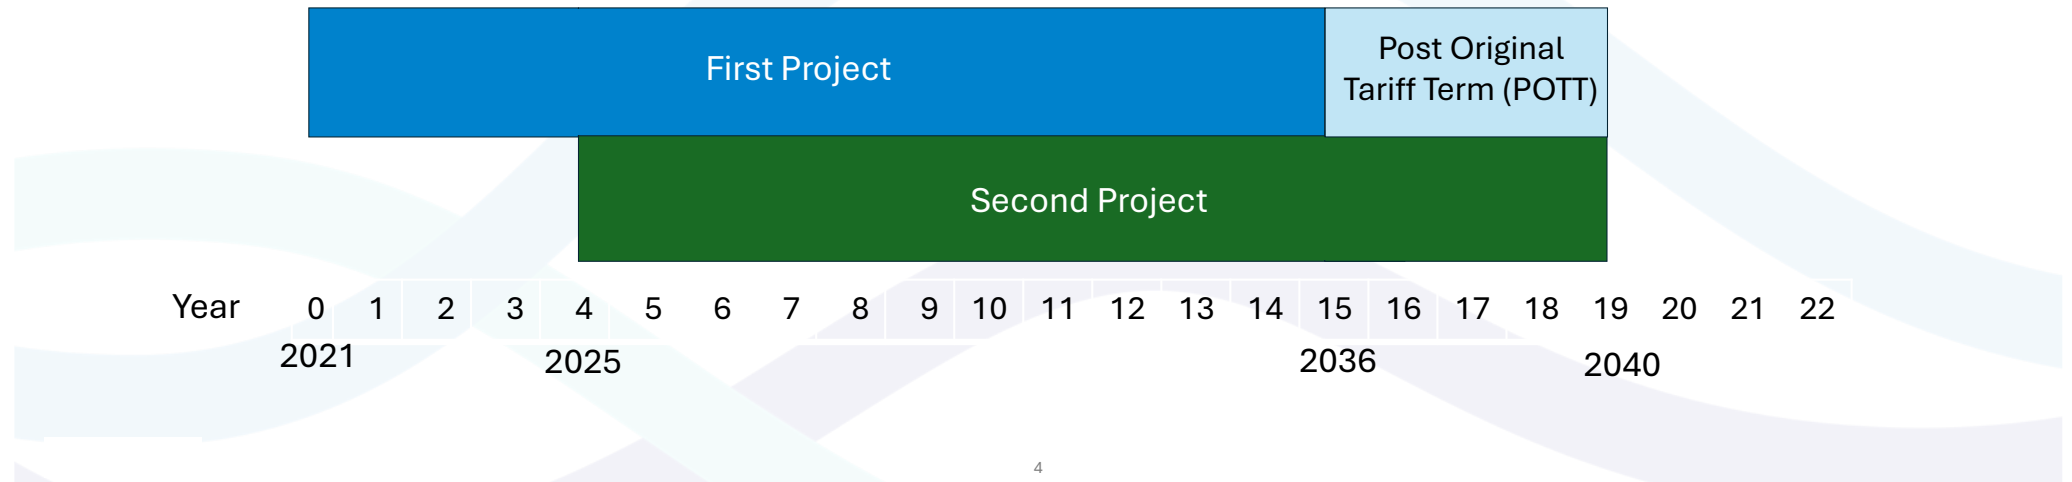 First Project
Post Original
Tariff Term (POTT)
Second Project
Year 0 1 2 3 4 5 6 7 8 9 10 11 12 13 14 15 16 17 18 19 20 21 22
2021 2025 2036 2040
4